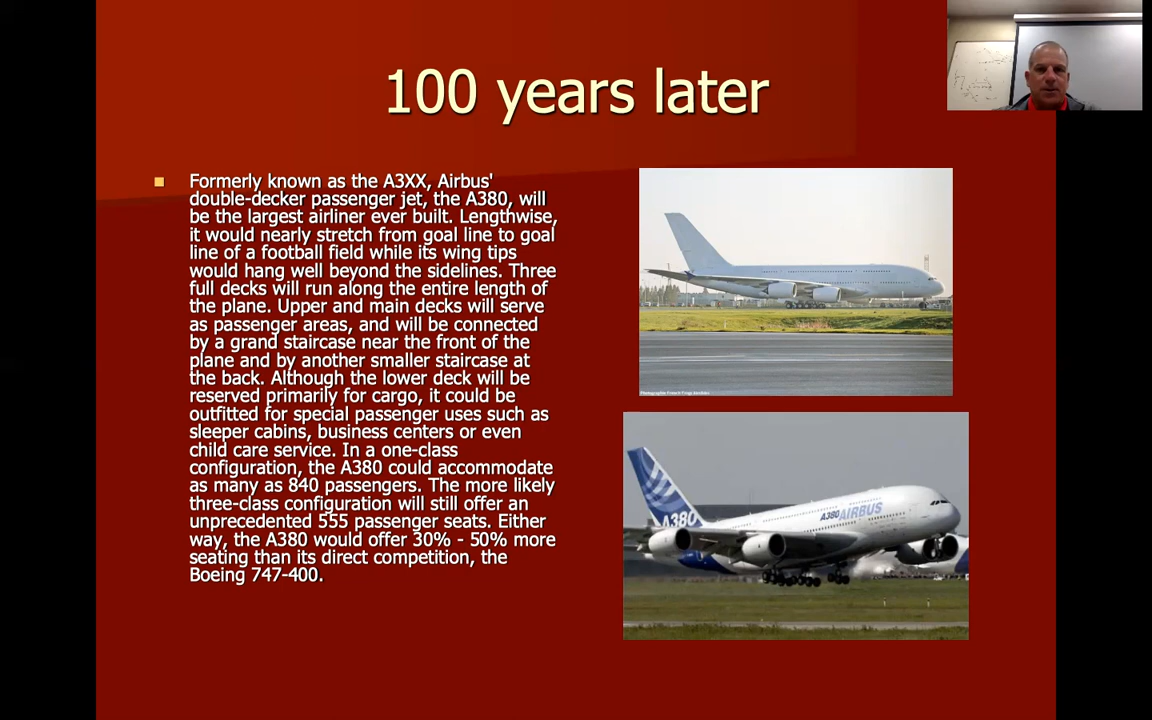 100 years later
Formerly known as the A3XX, Airbus'
double-decker passenger jet, the A380, will
be the largest airliner ever built. Lengthwise,
it would nearly stretch from goal line to goal
line of a football field while its wing tips
would hang well beyond the sidelines. Three
full decks will run along the entire length of
the plane. Upper and main decks will serve
as passenger areas, and will be connected
by a grand staircase near the front of the
plane and by another smaller staircase at
the back. Although the lower deck will be
reserved primarily for cargo, it could be
outfitted for special passenger uses such as
sleeper cabins, business centers or even
child care service. In a one-class
configuration, the A380 could accommodate
as many as 840 passengers. The more likely
three-class configuration will still offer an
unprecedented 555 passenger seats. Either
way, the A380 would offer 30% - 50% more
seating than its direct competition, the
Boeing 747-400.
A380 AIRBUS
A380